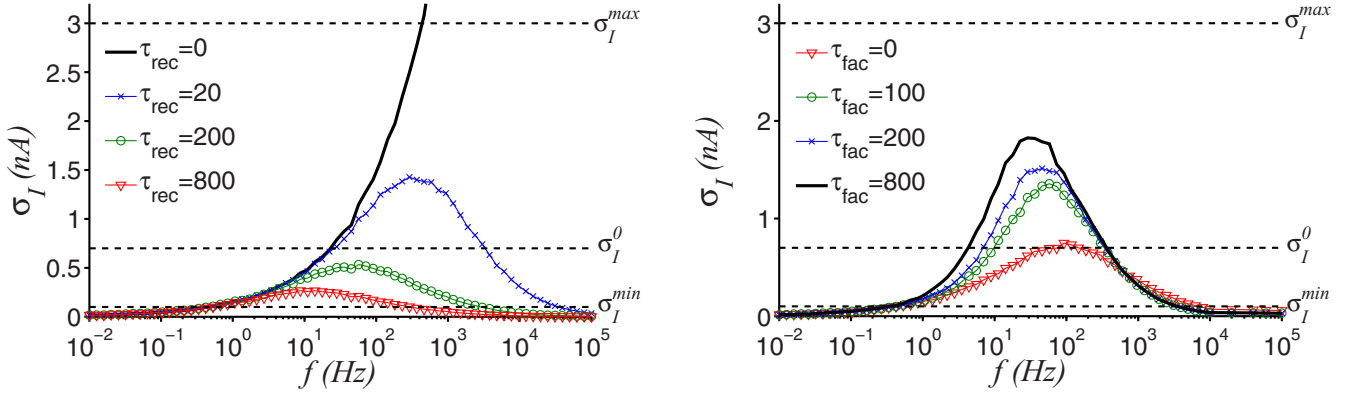 3
2.5
2
1.5
1
0.5
0
σ_I (nA)
τ_rec=0
τ_rec=20
τ_rec=200
τ_rec=800
σ_I^max
σ_I^0
σ_I^min
10^−2 10^−1 10^0 10^1 10^2 10^3 10^4 10^5
f (Hz)
3
2
1
0
σ_I (nA)
τ_fac=0
τ_fac=100
τ_fac=200
τ_fac=800
σ_I^max
σ_I^0
σ_I^min
10^−2 10^−1 10^0 10^1 10^2 10^3 10^4 10^5
f (Hz)